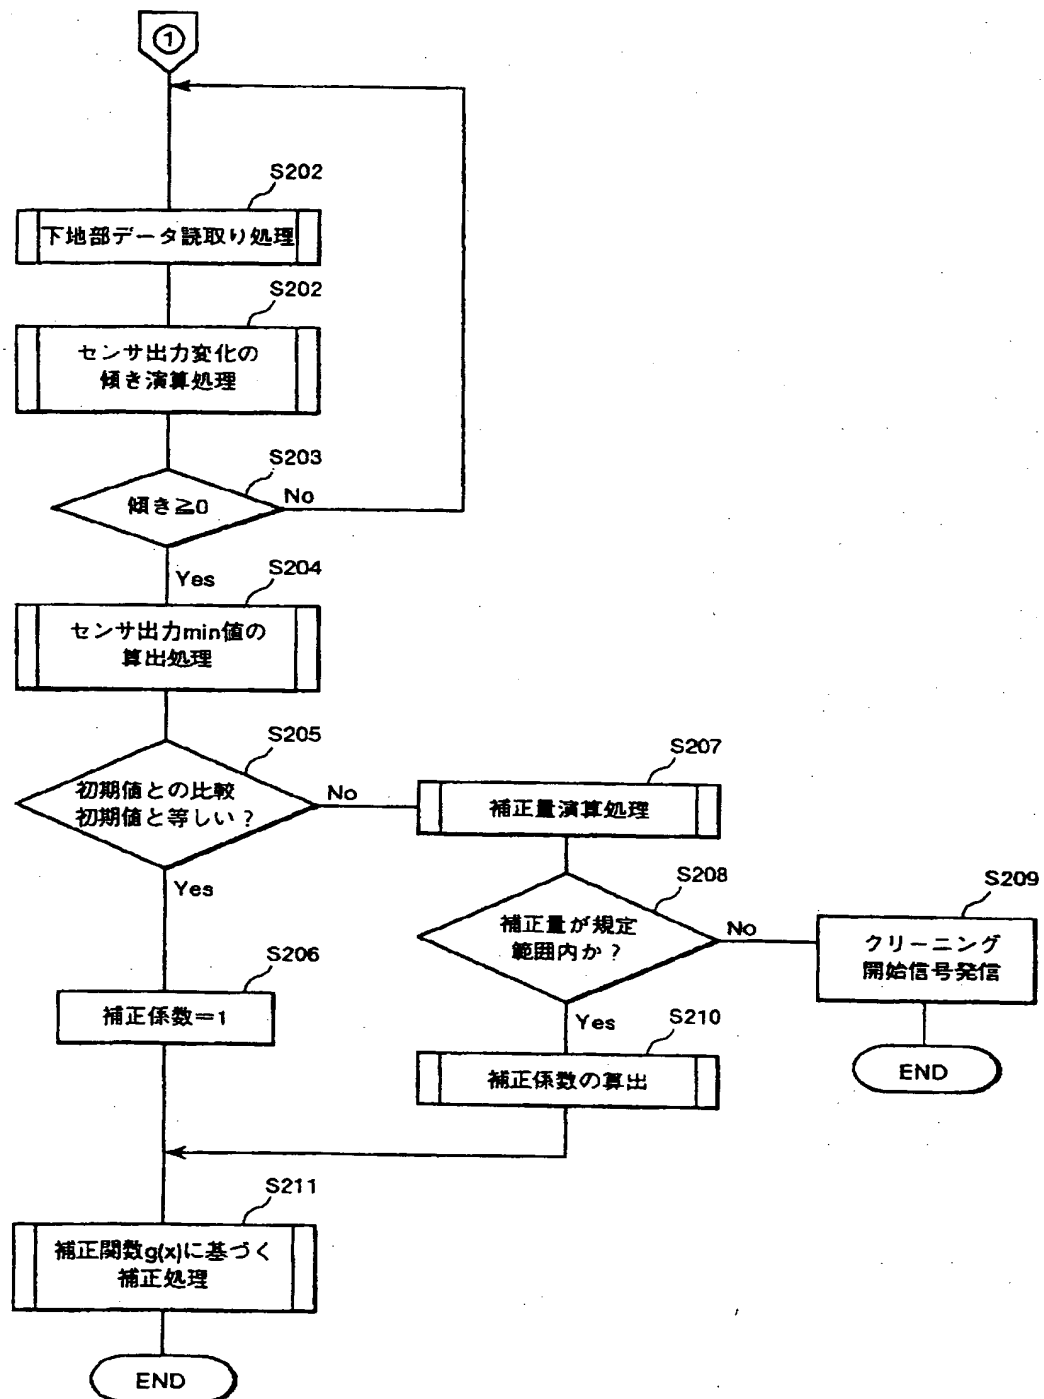 ①
S202
下地部データ読取り処理
S202
センサ出力変化の
傾き演算処理
S203
傾き≧0
No
Yes
S204
センサ出力min値の
算出処理
S205
初期値との比較
初期値と等しい？
No
Yes
S207
補正量演算処理
S208
補正量が規定
範囲内か？
No
Yes
S209
クリーニング
開始信号発信
END
S206
補正係数＝1
S210
補正係数の算出
S211
補正関数g(x)に基づく
補正処理
END